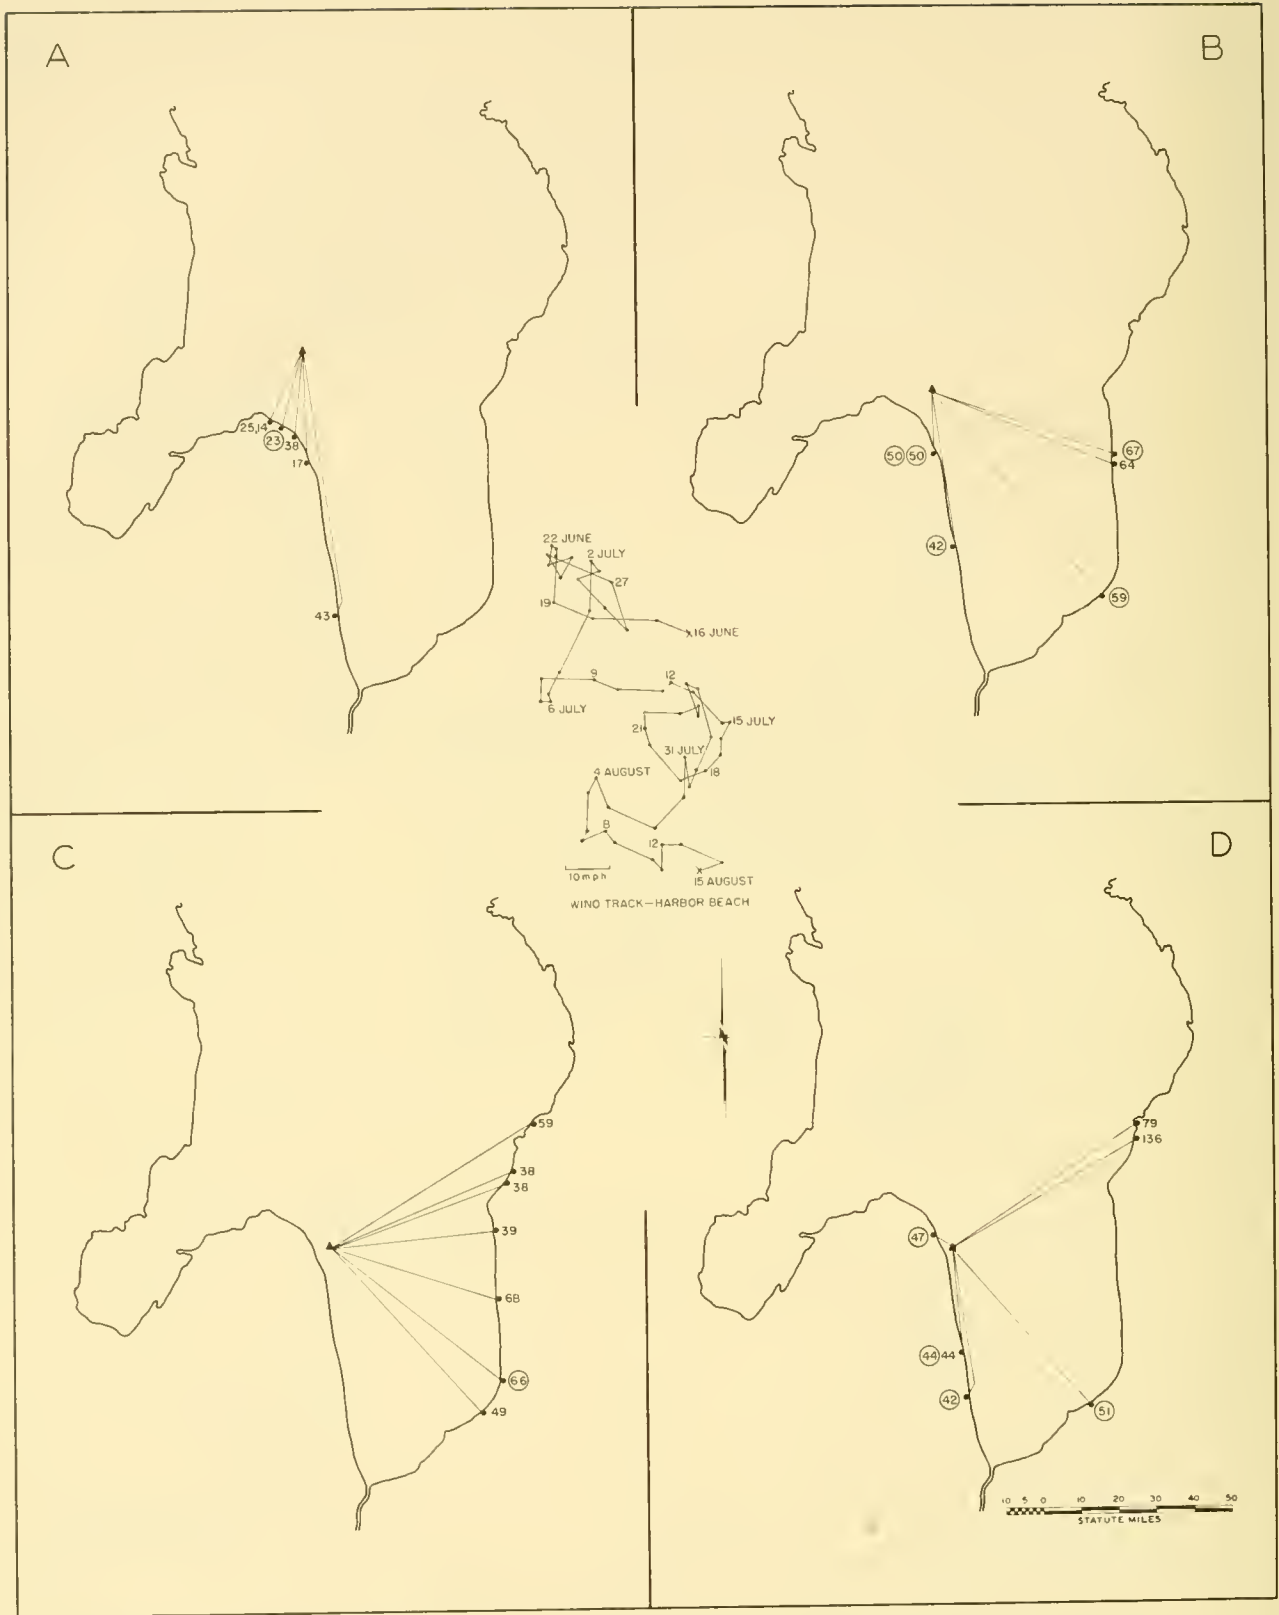 A
B
25,14
23
38
17
43
50 50
67
64
42
59
22 JUNE
2 JULY
27
19
16 JUNE
9
12
6 JULY
15 JULY
21
31 JULY
18
4 AUGUST
8
12
10 mph
15 AUGUST
WIND TRACK—HARBOR BEACH
C
D
59
38
38
39
68
66
49
79
136
47
44 44
42
51
10 5 0 10 20 30 40 50
STATUTE MILES